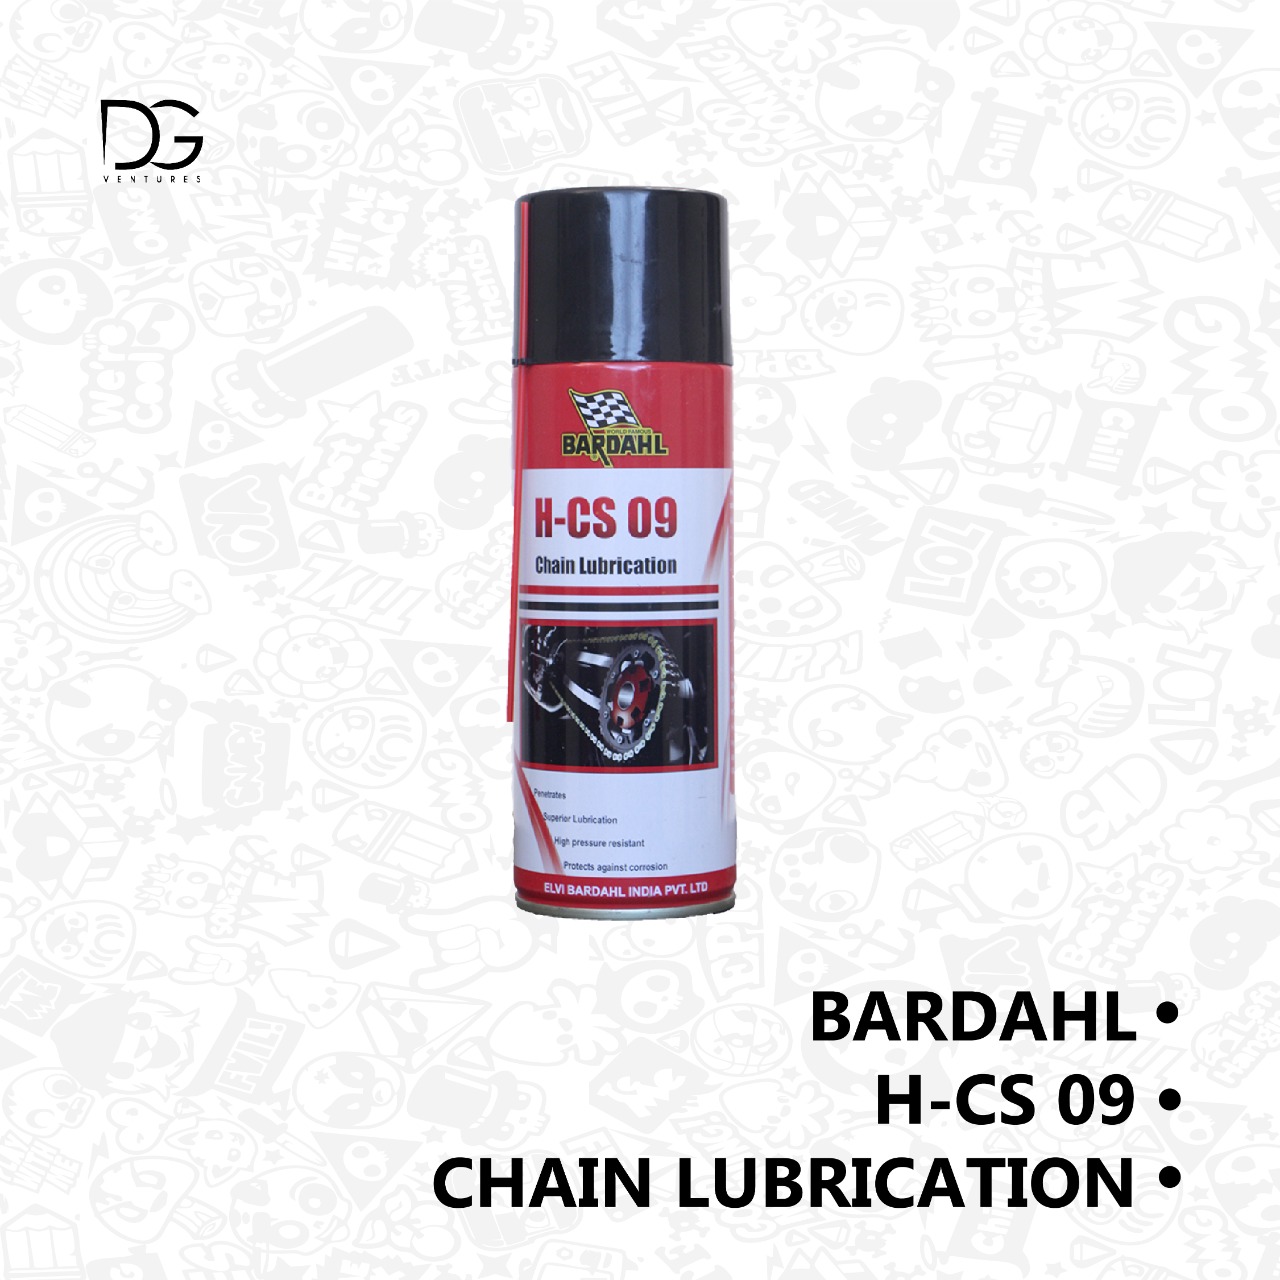 DG
VENTURES
WORLD FAMOUS
BARDAHL
H-CS 09
Chain Lubrication
Penetrates
Superior Lubrication
High pressure resistant
Protects against corrosion
ELVI BARDAHL INDIA PVT. LTD
BARDAHL •
H-CS 09 •
CHAIN LUBRICATION •